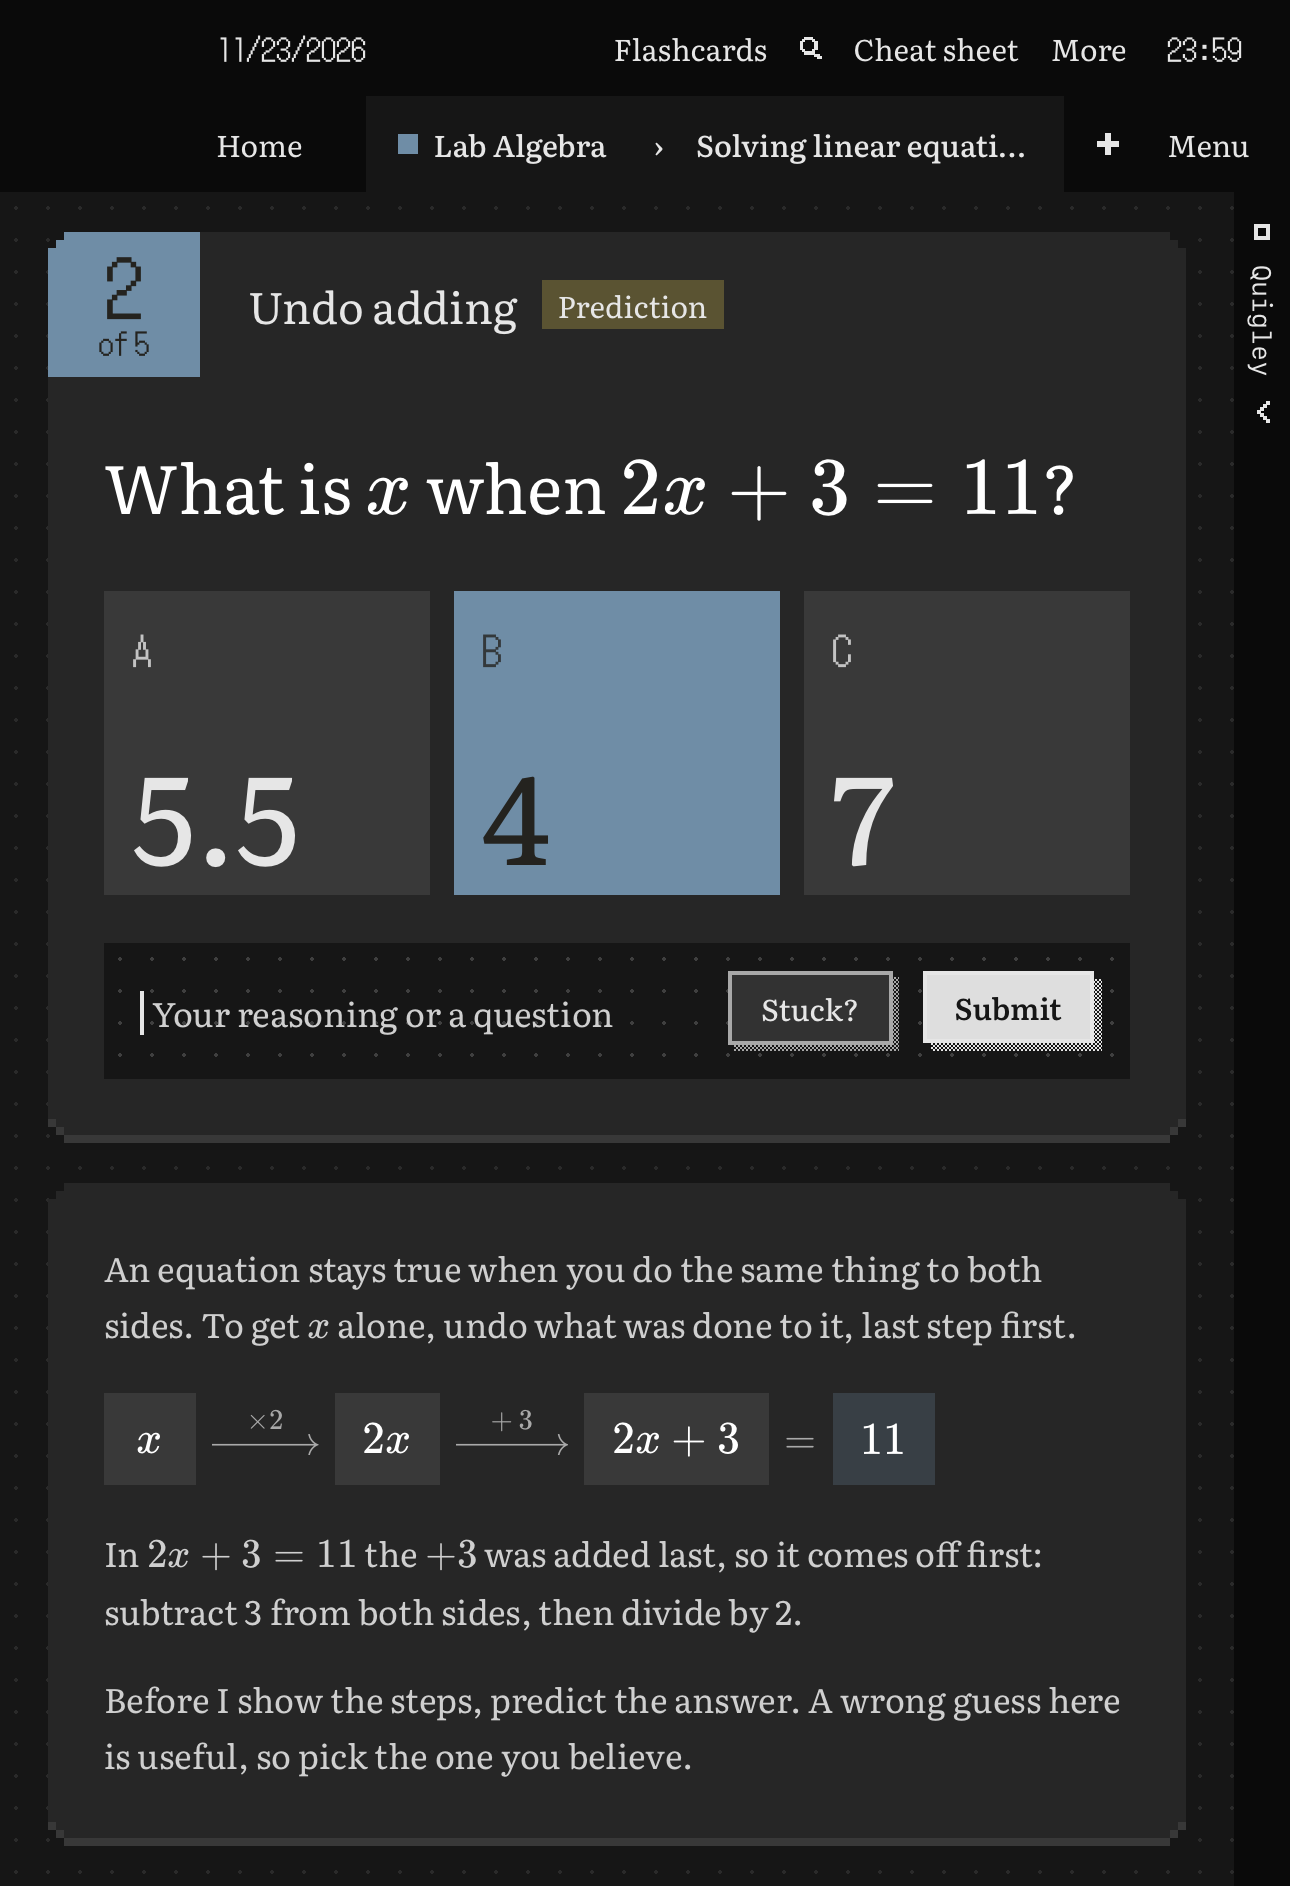 11/23/2026 Flashcards Cheat sheet More 23:59
Home Lab Algebra › Solving linear equati... Menu
Quigley
2
of 5
Undo adding Prediction
What is x when 2x + 3 = 11?
A B C
5.5 4 7
Your reasoning or a question Stuck? Submit
An equation stays true when you do the same thing to both
sides. To get x alone, undo what was done to it, last step first.
x ×2 2x + 3 2x + 3 = 11
In 2x + 3 = 11 the +3 was added last, so it comes off first:
subtract 3 from both sides, then divide by 2.
Before I show the steps, predict the answer. A wrong guess here
is useful, so pick the one you believe.